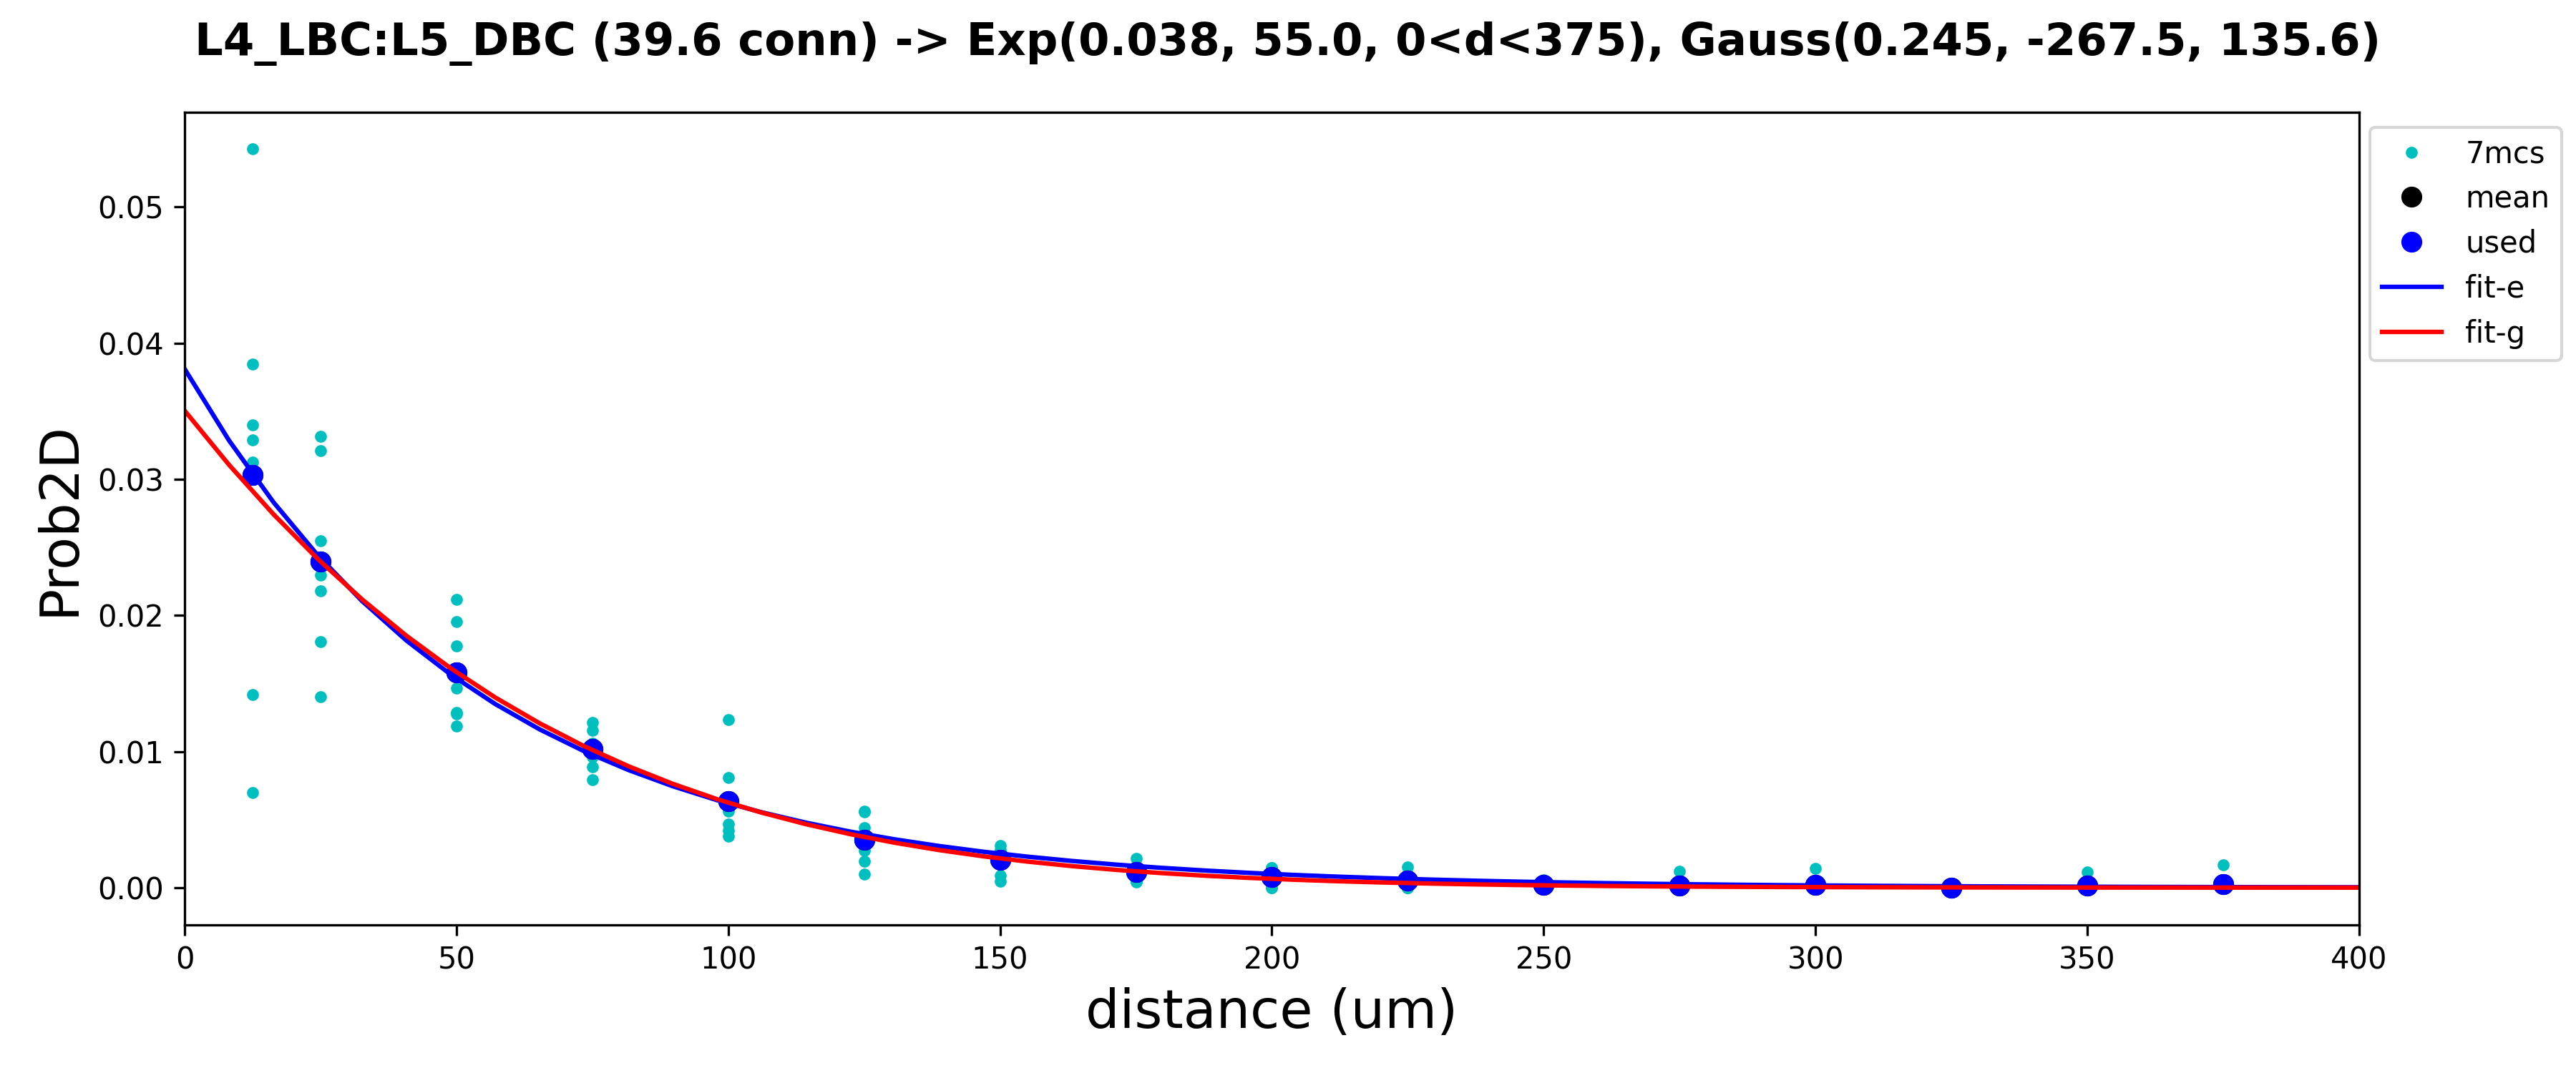 L4_LBC:L5_DBC (39.6 conn) -> Exp(0.038, 55.0, 0<d<375), Gauss(0.245, -267.5, 135.6)
7mcs
mean
used
fit-e
fit-g
Prob2D
0.05
0.04
0.03
0.02
0.01
0.00
0 50 100 150 200 250 300 350 400
distance (um)